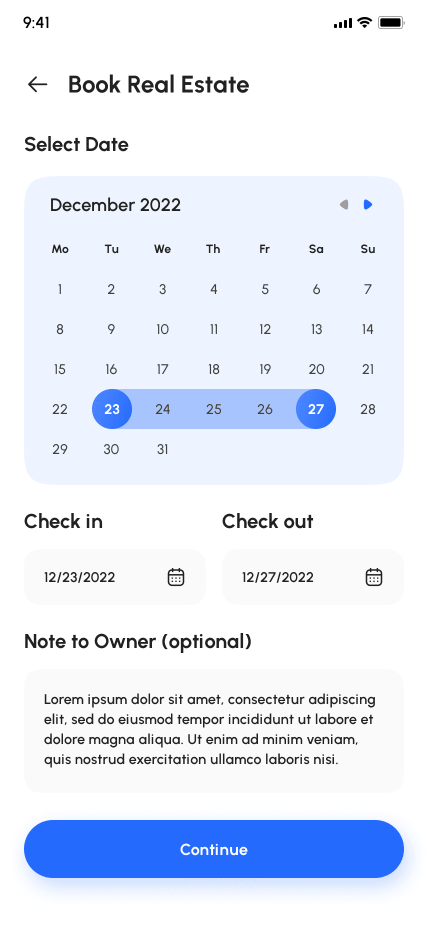 9:41
Book Real Estate
Select Date
December 2022
Mo Tu We Th Fr Sa Su
1 2 3 4 5 6 7
8 9 10 11 12 13 14
15 16 17 18 19 20 21
22 23 24 25 26 27 28
29 30 31
Check in Check out
12/23/2022 12/27/2022
Note to Owner (optional)
Lorem ipsum dolor sit amet, consectetur adipiscing
elit, sed do eiusmod tempor incididunt ut labore et
dolore magna aliqua. Ut enim ad minim veniam,
quis nostrud exercitation ullamco laboris nisi.
Continue